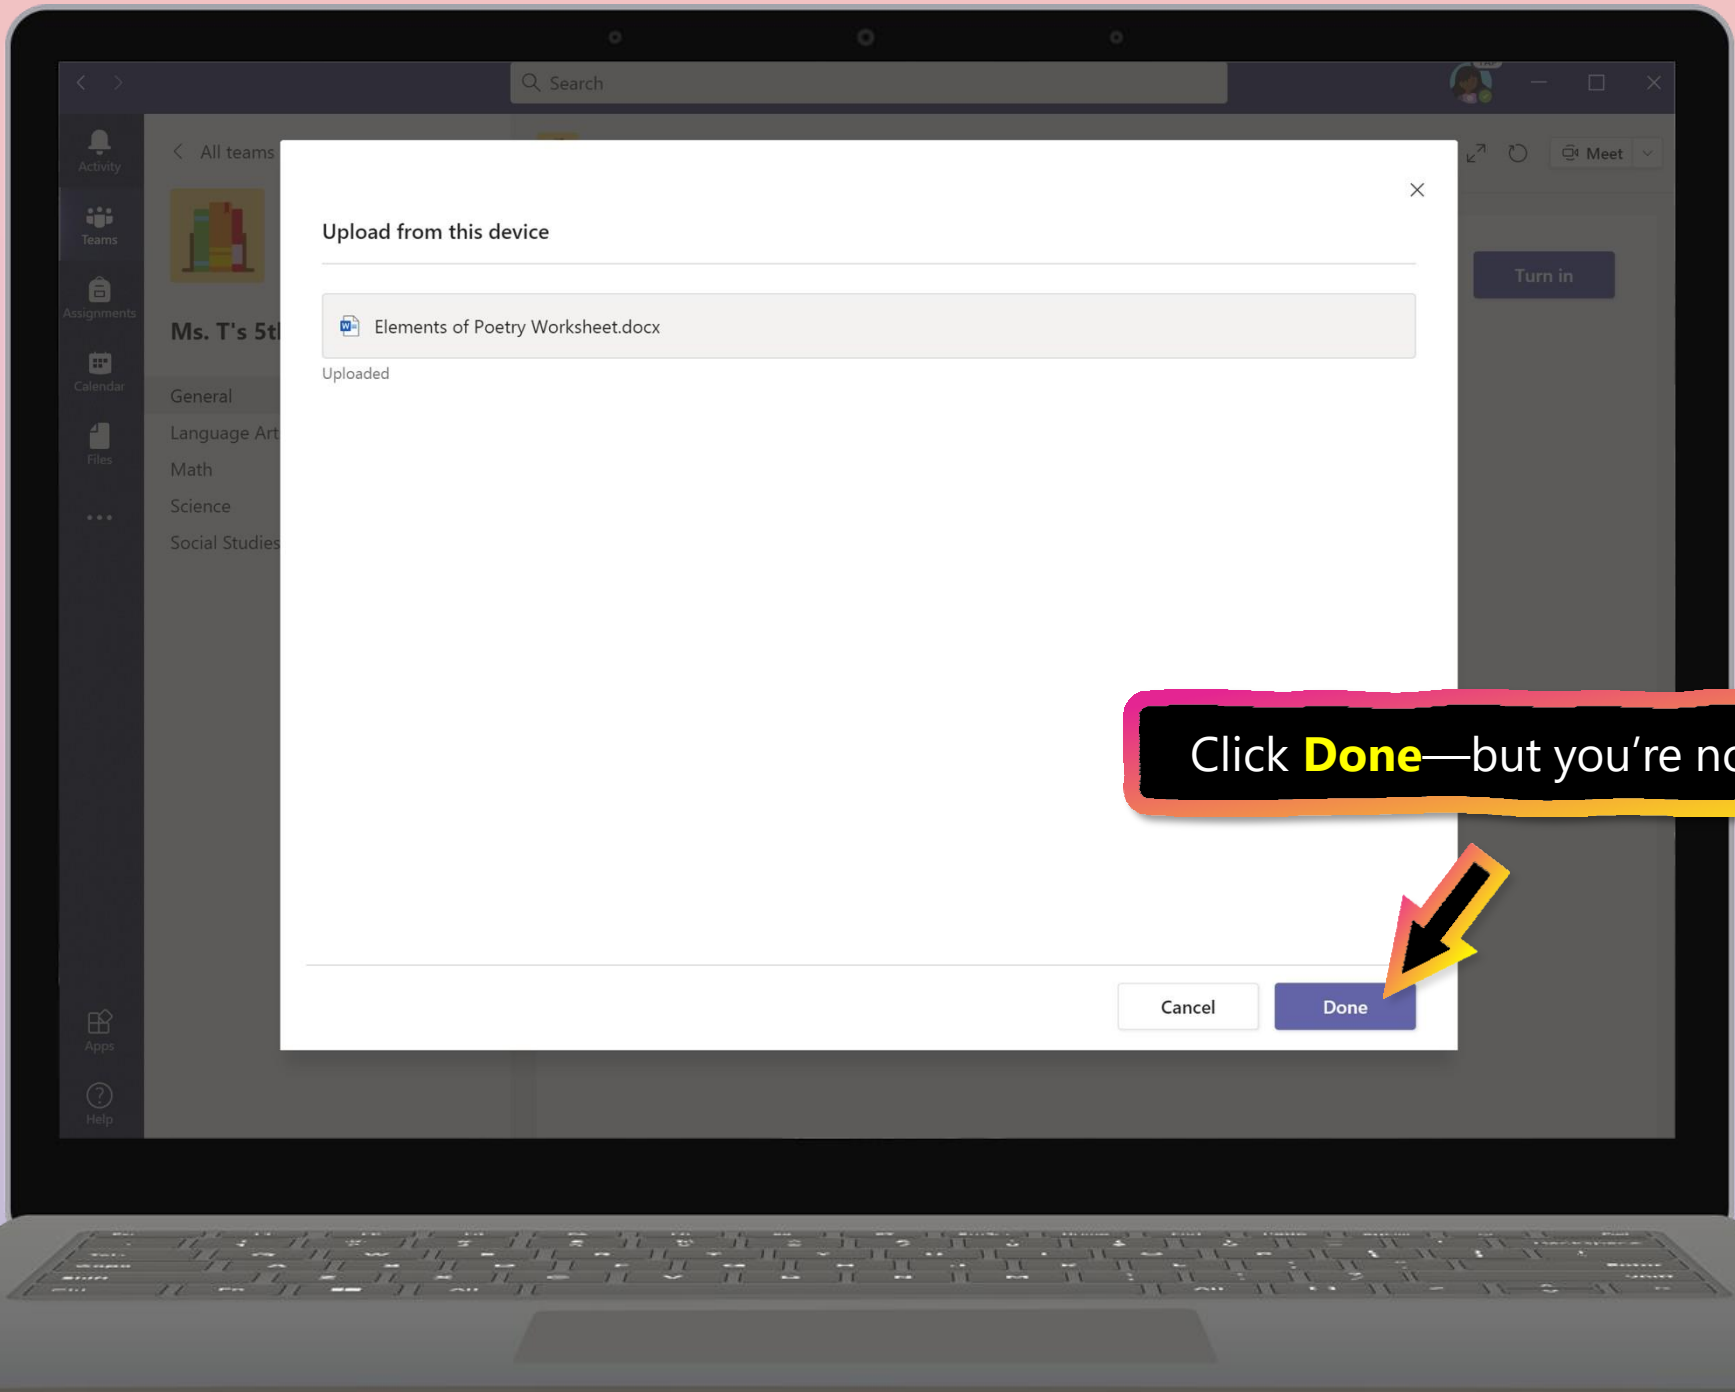 Search
Activity
All teams
Meet
Teams
Upload from this device
Turn in
Assignments
Ms. T's 5t
Elements of Poetry Worksheet.docx
Uploaded
Calendar
General
Language Art
Files
Math
Science
Social Studies
Click Done—but you're no
Cancel
Done
Apps
Help